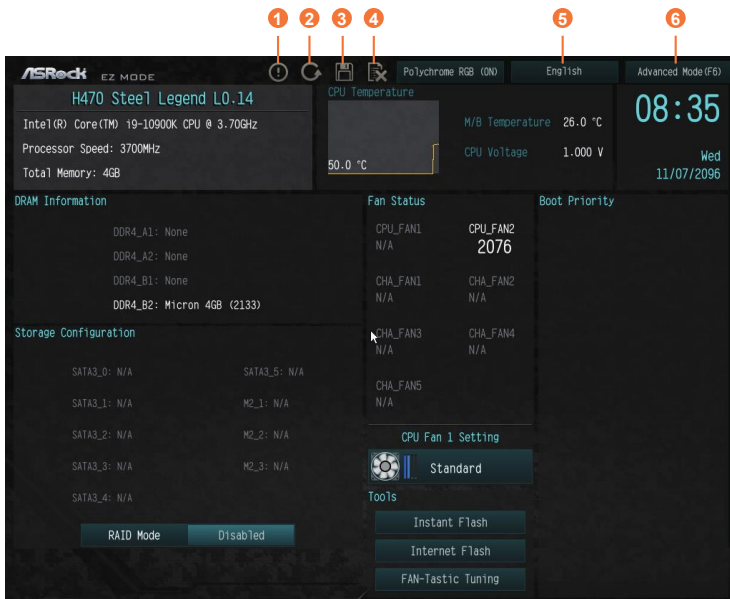 1 2 3 4 5 6
ASRock EZ MODE
Polychrome RGB (ON) English Advanced Mode(F6)
H470 Steel Legend L0.14
Intel(R) Core(TM) i9-10900K CPU @ 3.70GHz
Processor Speed: 3700MHz
Total Memory: 4GB
CPU Temperature
50.0 °C
M/B Temperature 26.0 °C
CPU Voltage 1.000 V
08:35
Wed
11/07/2096
DRAM Information
DDR4_A1: None
DDR4_A2: None
DDR4_B1: None
DDR4_B2: Micron 4GB (2133)
Storage Configuration
SATA3_0: N/A SATA3_5: N/A
SATA3_1: N/A M2_1: N/A
SATA3_2: N/A M2_2: N/A
SATA3_3: N/A M2_3: N/A
SATA3_4: N/A
RAID Mode Disabled
Fan Status
CPU_FAN1 CPU_FAN2
N/A 2076
CHA_FAN1 CHA_FAN2
N/A N/A
CHA_FAN3 CHA_FAN4
N/A N/A
CHA_FAN5
N/A
CPU Fan 1 Setting
Standard
Tools
Instant Flash
Internet Flash
FAN-Tastic Tuning
Boot Priority